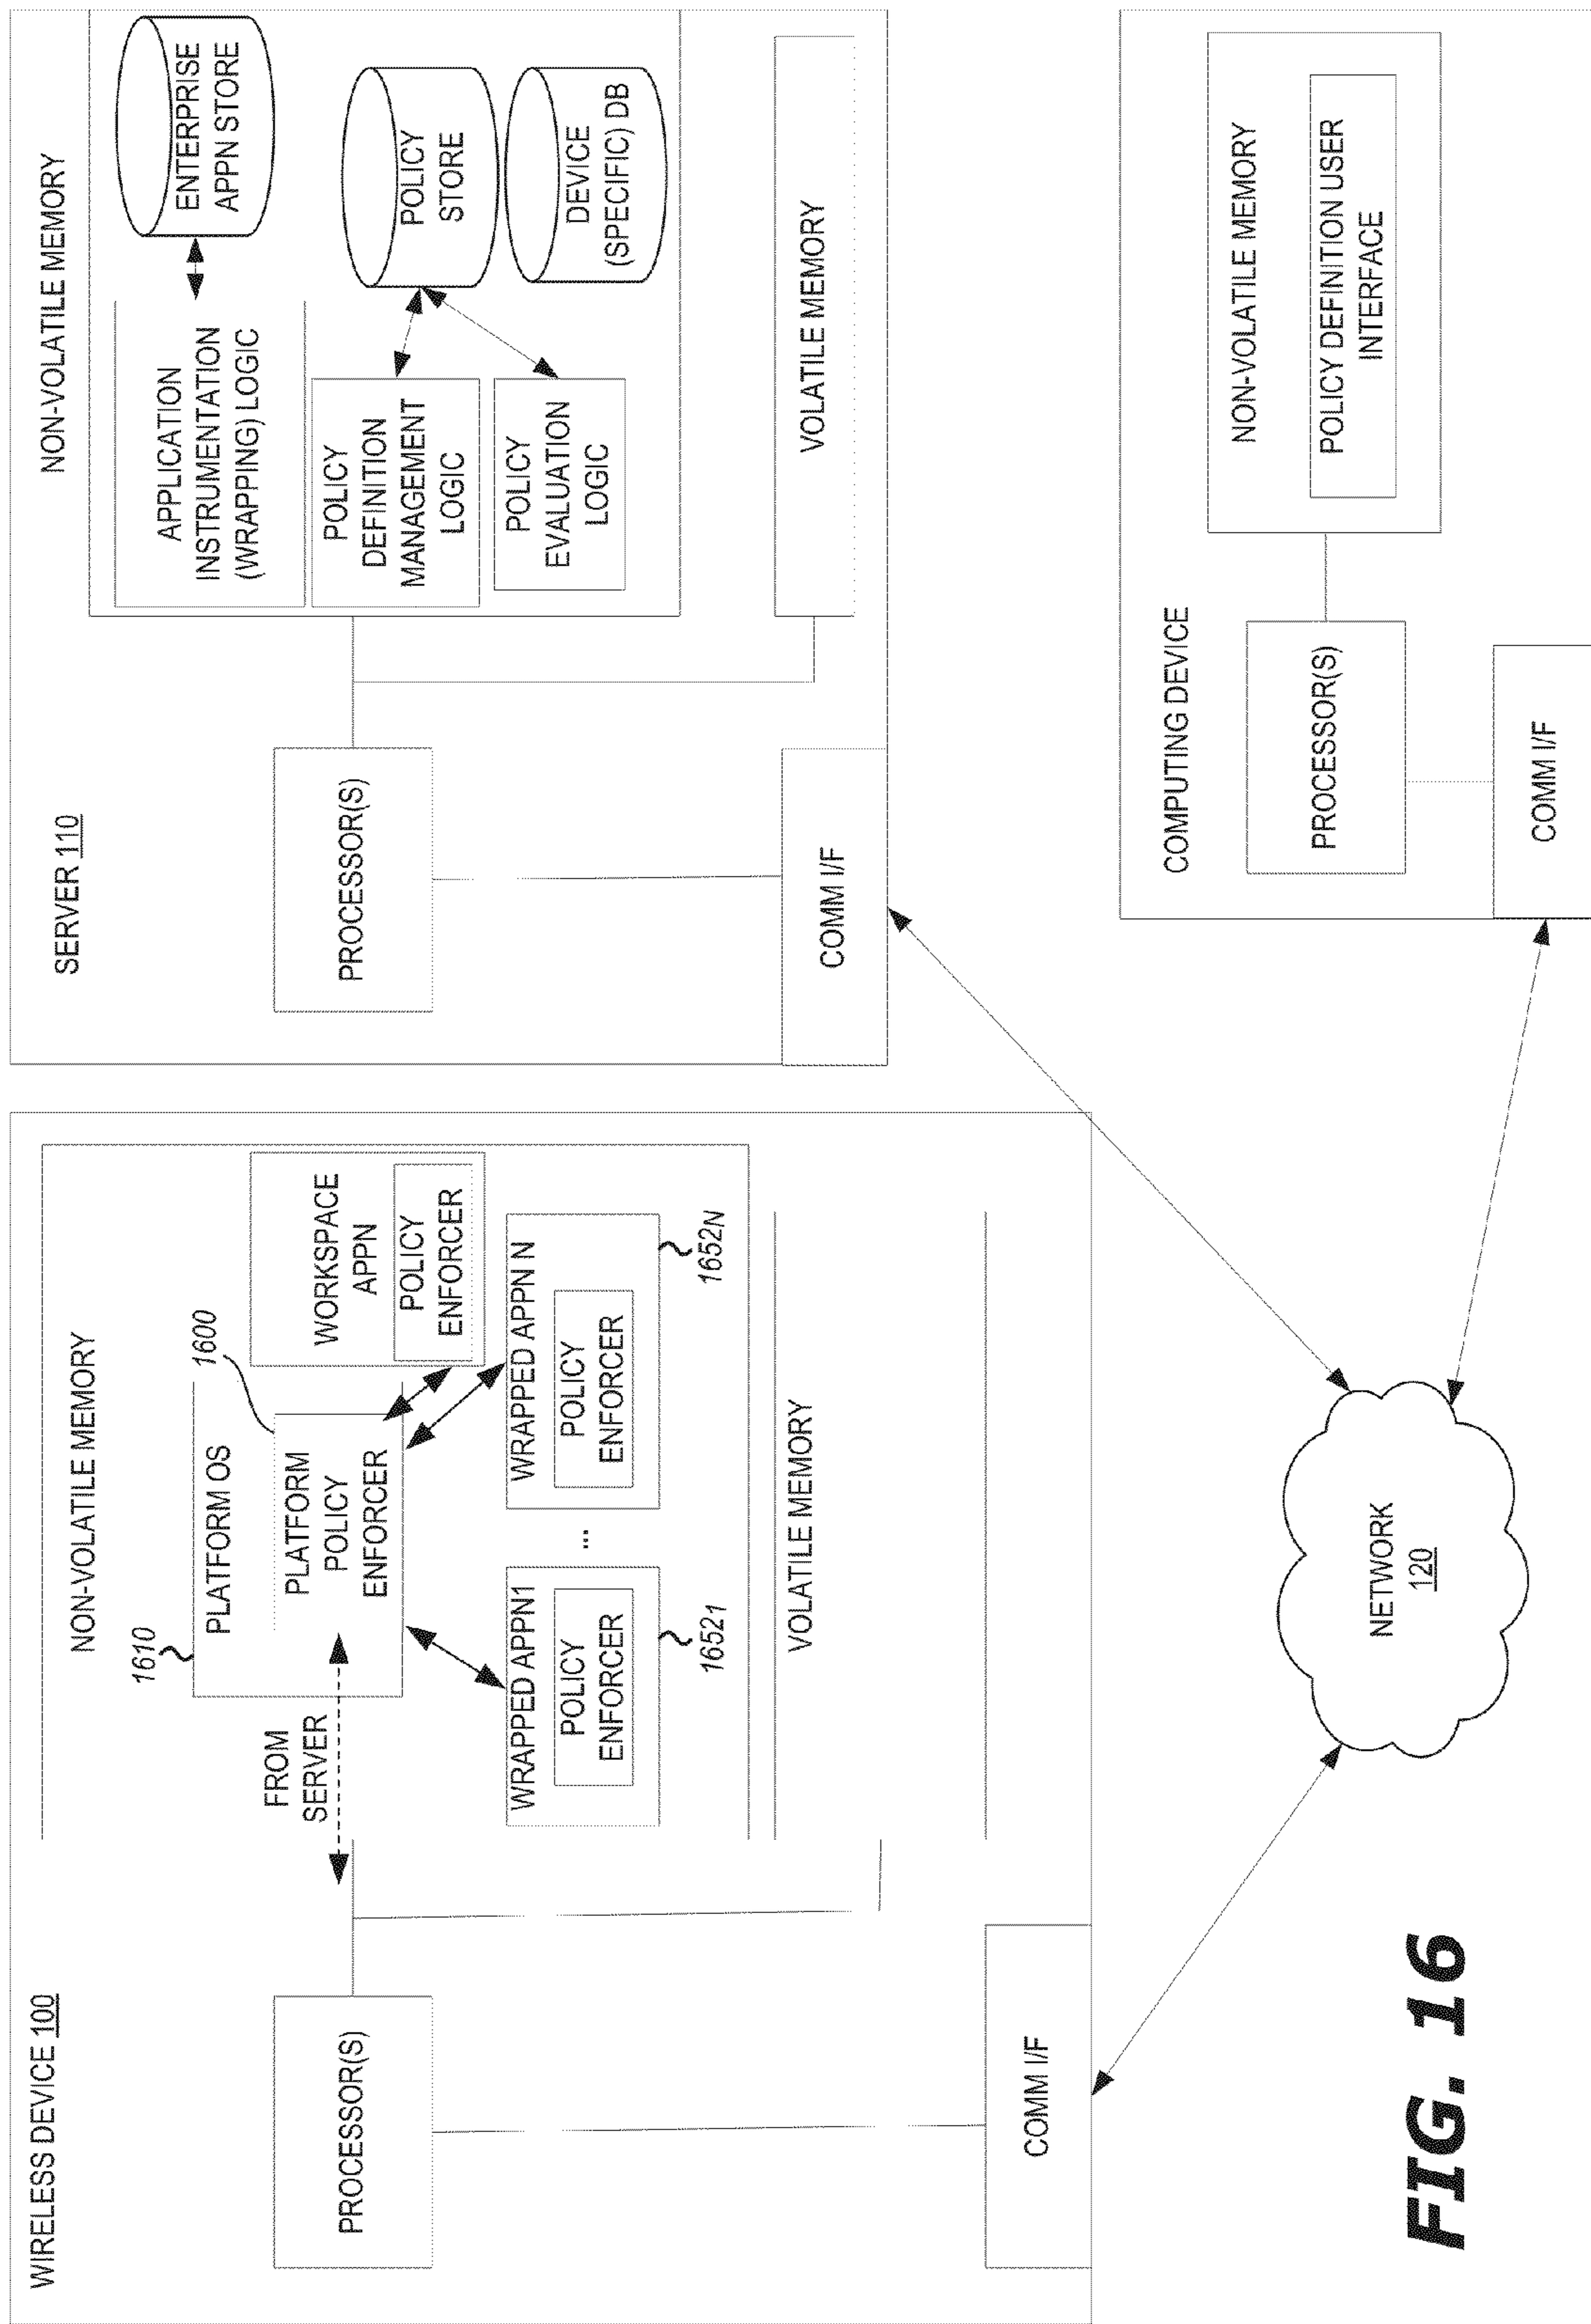 WIRELESS DEVICE 100
NON-VOLATILE MEMORY
PROCESSOR(S)
FROM
SERVER
1610
PLATFORM OS
1600
PLATFORM
POLICY
ENFORCER
WORKSPACE
APPN
POLICY
ENFORCER
WRAPPED APPN1
POLICY
ENFORCER
16521
...
WRAPPED APPN N
POLICY
ENFORCER
1652N
VOLATILE MEMORY
COMM I/F
SERVER 110
NON-VOLATILE MEMORY
PROCESSOR(S)
APPLICATION
INSTRUMENTATION
(WRAPPING) LOGIC
ENTERPRISE
APPN STORE
POLICY
DEFINITION
MANAGEMENT
LOGIC
POLICY
STORE
POLICY
EVALUATION
LOGIC
DEVICE
(SPECIFIC) DB
VOLATILE MEMORY
COMM I/F
NETWORK
120
COMPUTING DEVICE
NON-VOLATILE MEMORY
PROCESSOR(S)
POLICY DEFINITION USER
INTERFACE
COMM I/F
FIG. 16